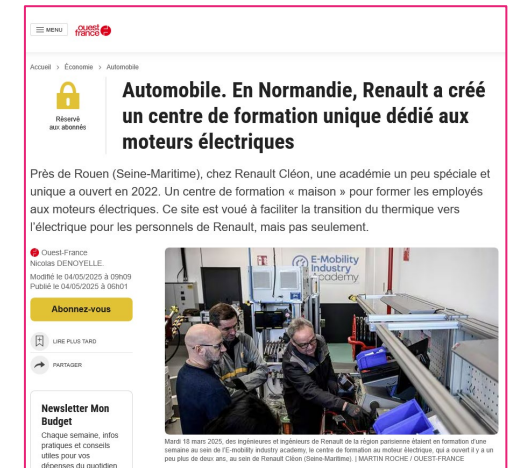 MENU
ouest
france
Accueil > Économie > Automobile
Réservé
aux abonnés
Automobile. En Normandie, Renault a créé
un centre de formation unique dédié aux
moteurs électriques
Près de Rouen (Seine-Maritime), chez Renault Cléon, une académie un peu spéciale et
unique a ouvert en 2022. Un centre de formation « maison » pour former les employés
aux moteurs électriques. Ce site est voué à faciliter la transition du thermique vers
l'électrique pour les personnels de Renault, mais pas seulement.
Ouest-France
Nicolas DENOYELLE.
Modifié le 04/05/2025 à 09h09
Publié le 04/05/2025 à 06h01
Abonnez-vous
LIRE PLUS TARD
PARTAGER
E-Mobility
Industry
Academy
Mardi 18 mars 2025, des ingénieures et ingénieurs de Renault de la région parisienne étaient en formation d'une
semaine au sein de l'E-mobility industry academy, le centre de formation au moteur électrique, qui a ouvert il y a un
peu plus de deux ans, au sein de Renault Cléon (Seine-Maritime). | MARTIN ROCHE / OUEST-FRANCE
Newsletter Mon
Budget
Chaque semaine, infos
pratiques et conseils
utiles pour vos
dépenses du quotidien